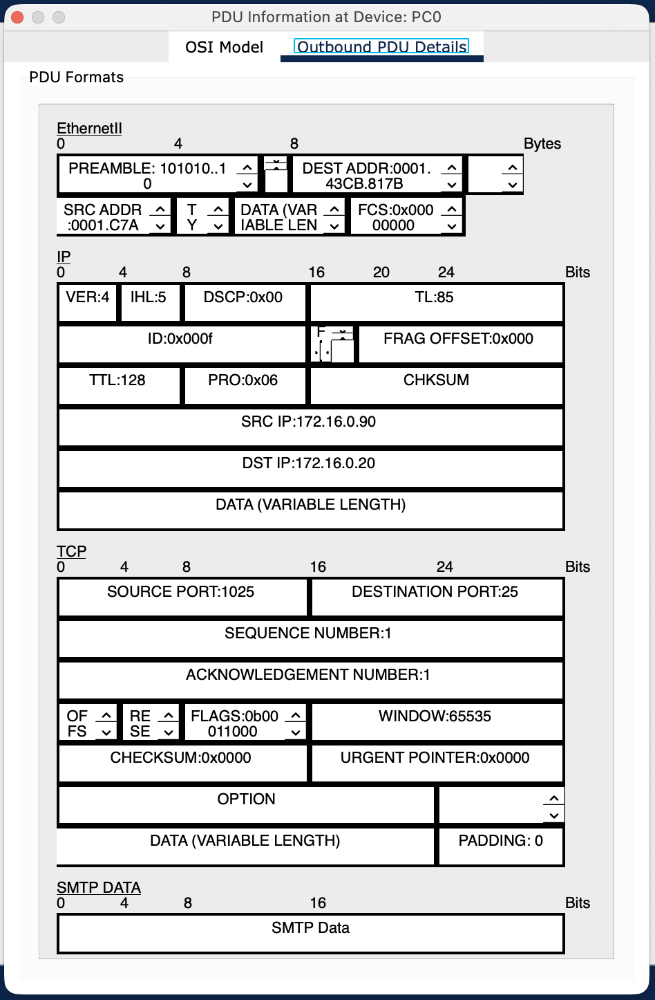 PDU Information at Device: PC0
OSI Model Outbound PDU Details
PDU Formats
EthernetII
0 4 8 Bytes
PREAMBLE: 101010..1
0
DEST ADDR:0001.
43CB.817B
SRC ADDR
:0001.C7A
T
Y
DATA (VAR
IABLE LEN
FCS:0x000
00000
IP
0 4 8 16 20 24 Bits
VER:4 IHL:5 DSCP:0x00 TL:85
ID:0x000f F FRAG OFFSET:0x000
TTL:128 PRO:0x06 CHKSUM
SRC IP:172.16.0.90
DST IP:172.16.0.20
DATA (VARIABLE LENGTH)
TCP
0 4 8 16 24 Bits
SOURCE PORT:1025 DESTINATION PORT:25
SEQUENCE NUMBER:1
ACKNOWLEDGEMENT NUMBER:1
OF
FS
RE
SE
FLAGS:0b00
011000
WINDOW:65535
CHECKSUM:0x0000 URGENT POINTER:0x0000
OPTION
DATA (VARIABLE LENGTH) PADDING: 0
SMTP DATA
0 4 8 16 Bits
SMTP Data